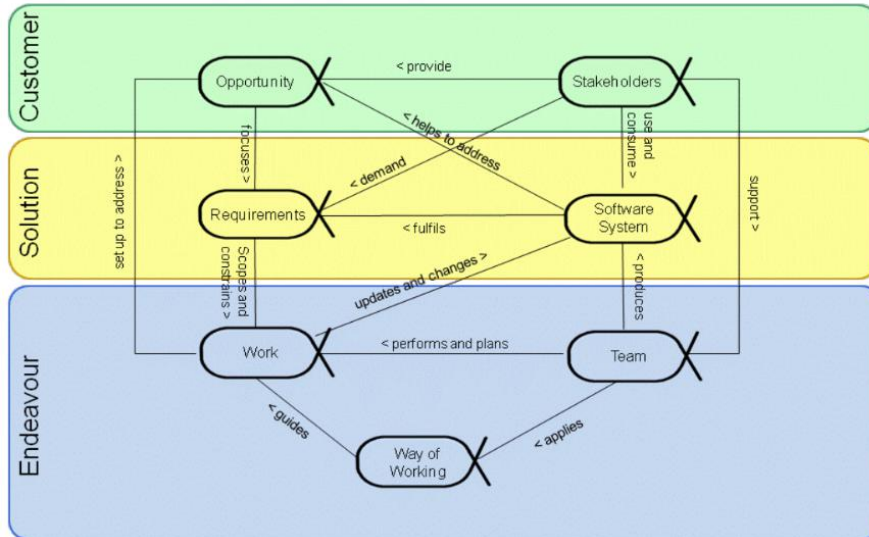 Customer
Opportunity
< provide
Stakeholders
focuses >
< helps to address
< demand
use and
consume >
Solution
set up to address >
support >
Requirements
< fulfils
Software
System
Scopes and
constrains >
updates and changes >
< produces
Endeavour
Work
< performs and plans
Team
< guides
< applies
Way of
Working